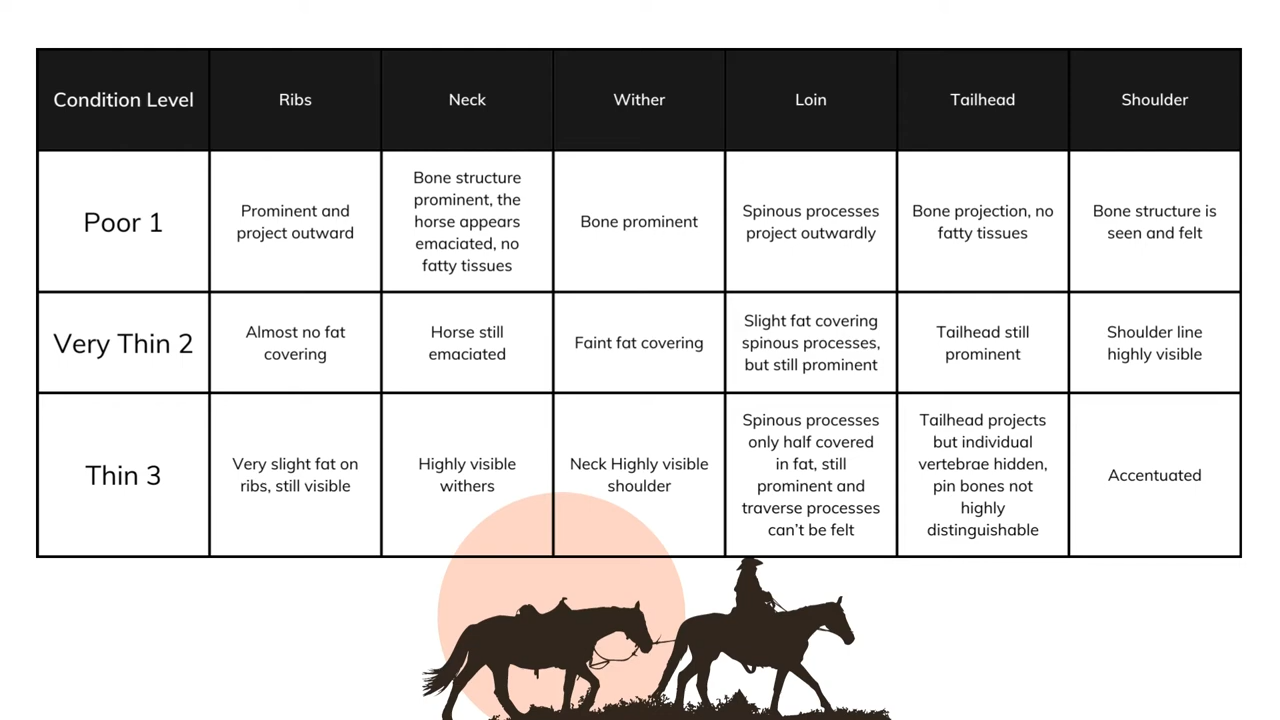 Condition Level
Ribs
Neck
Wither
Loin
Tailhead
Shoulder
Poor 1
Prominent and
project outward
Bone structure
prominent, the
horse appears
emaciated, no
fatty tissues
Bone prominent
Spinous processes
project outwardly
Bone projection, no
fatty tissues
Bone structure is
seen and felt
Very Thin 2
Almost no fat
covering
Horse still
emaciated
Faint fat covering
Slight fat covering
spinous processes,
but still prominent
Tailhead still
prominent
Shoulder line
highly visible
Thin 3
Very slight fat on
ribs, still visible
Highly visible
withers
Neck Highly visible
shoulder
Spinous processes
only half covered
in fat, still
prominent and
traverse processes
can’t be felt
Tailhead projects
but individual
vertebrae hidden,
pin bones not
highly
distinguishable
Accentuated